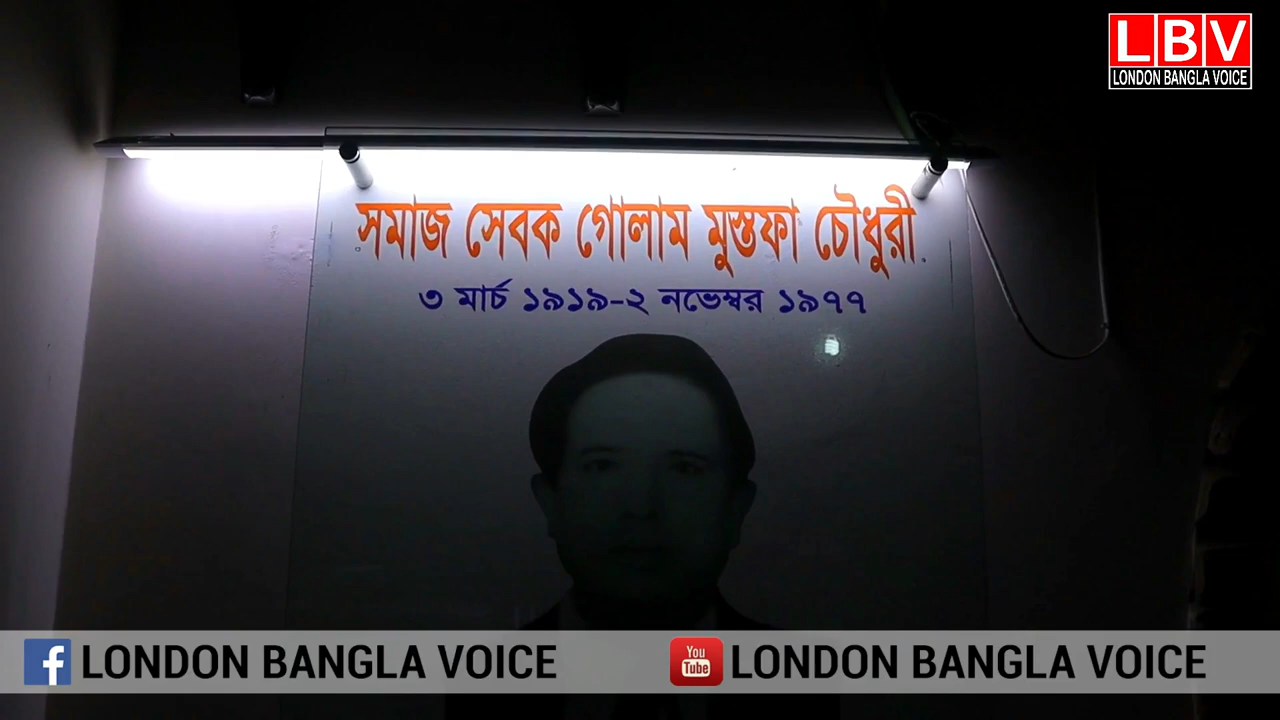 LBV
LONDON BANGLA VOICE
সমাজ সেবক গোলাম মুস্তফা চৌধুরী
৩ মার্চ ১৯১৯-২ নভেম্বর ১৯৭৭
f LONDON BANGLA VOICE
You Tube LONDON BANGLA VOICE